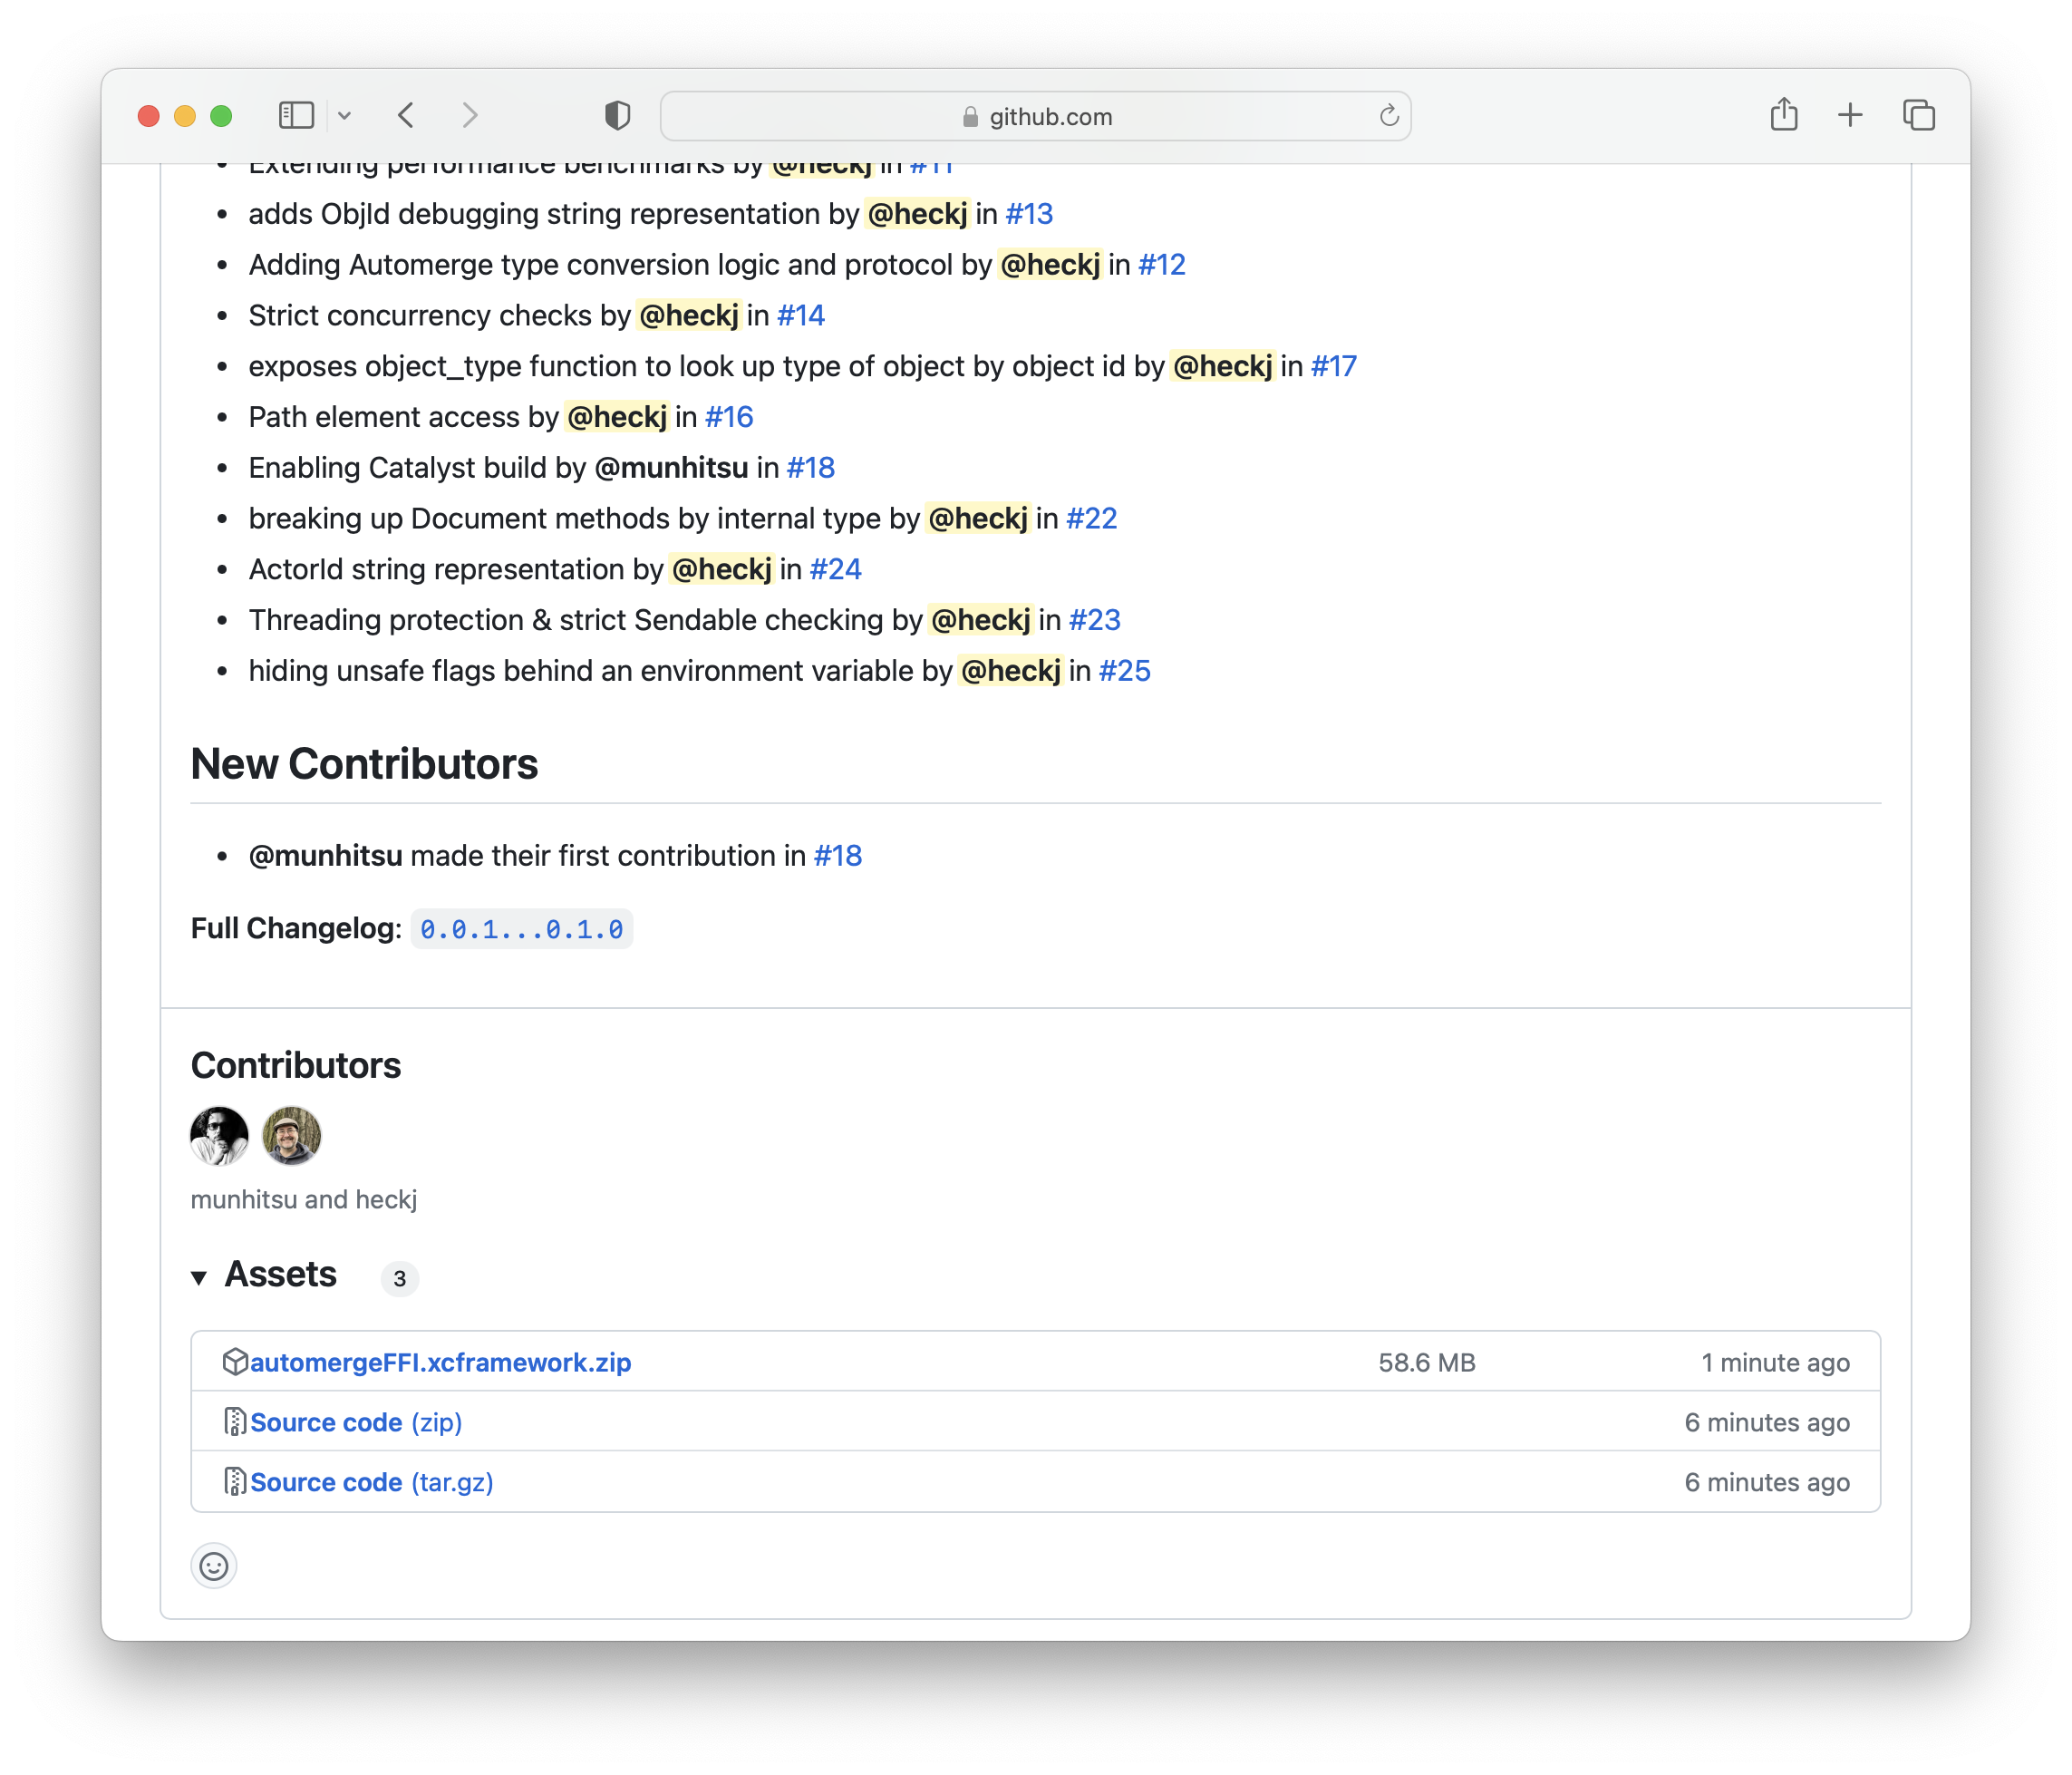 github.com
Extending performance benchmarks by @heckj in #11
adds ObjId debugging string representation by @heckj in #13
Adding Automerge type conversion logic and protocol by @heckj in #12
Strict concurrency checks by @heckj in #14
exposes object_type function to look up type of object by object id by @heckj in #17
Path element access by @heckj in #16
Enabling Catalyst build by @munhitsu in #18
breaking up Document methods by internal type by @heckj in #22
ActorId string representation by @heckj in #24
Threading protection & strict Sendable checking by @heckj in #23
hiding unsafe flags behind an environment variable by @heckj in #25
New Contributors
@munhitsu made their first contribution in #18
Full Changelog: 0.0.1...0.1.0
Contributors
munhitsu and heckj
Assets 3
automergeFFI.xcframework.zip 58.6 MB 1 minute ago
Source code (zip) 6 minutes ago
Source code (tar.gz) 6 minutes ago